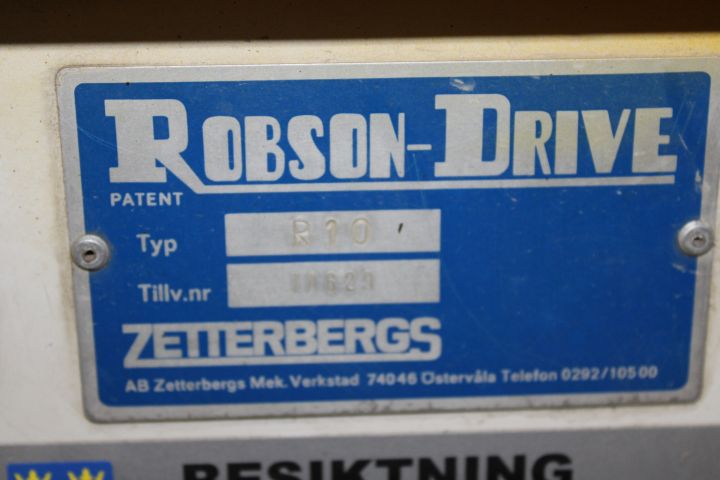 ROBSON-DRIVE
PATENT
Typ R10
Tillv.nr
ZETTERBERGS
AB Zetterbergs Mek. Verkstad 74046 Östervåla Telefon 0292/10500
BESIKTNING